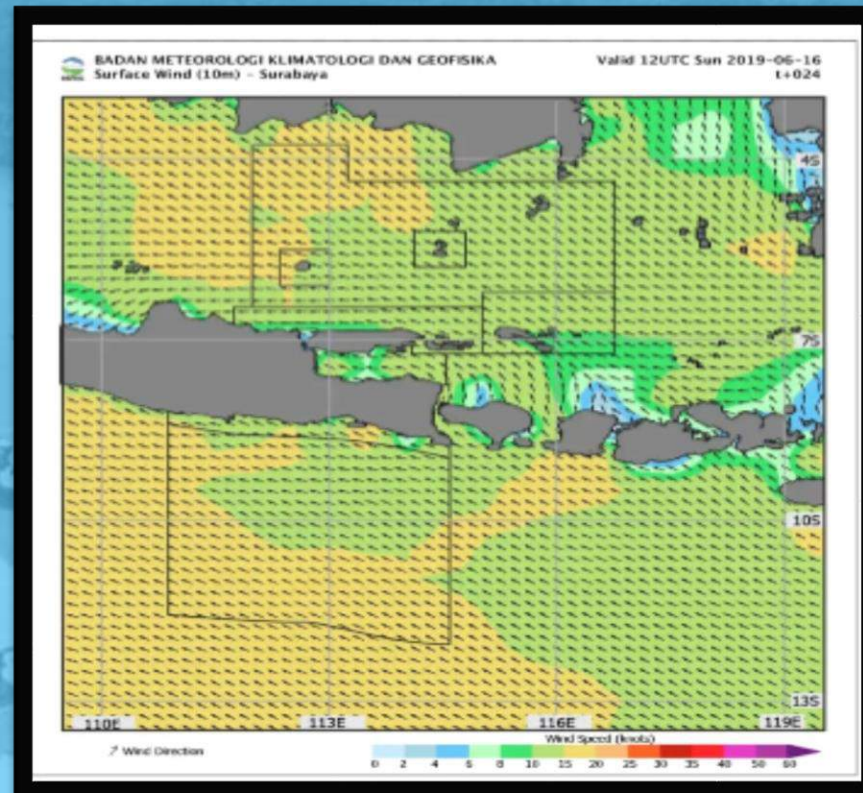 BADAN METEOROLOGI KLIMATOLOGI DAN GEOFISIKA
Surface Wind (10m) - Surabaya
Valid 12UTC Sun 2019-06-16
t+024
4S
7S
10S
13S
110E 113E 116E 119E
Wind Direction
Wind Speed (knots)
0 2 4 6 8 10 15 20 25 30 35 40 50 60